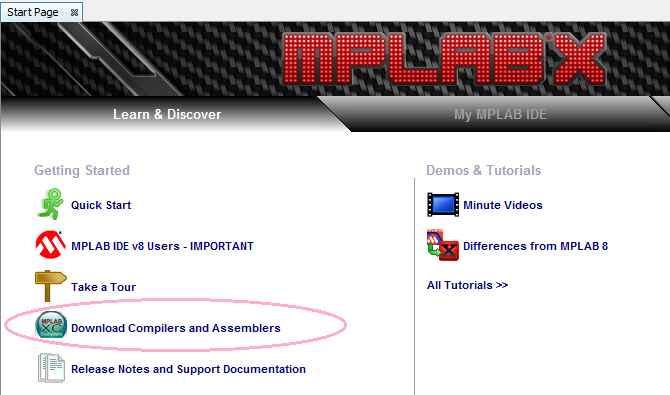 Start Page
MPLAB X
Learn & Discover
My MPLAB IDE
Getting Started
Quick Start
MPLAB IDE v8 Users - IMPORTANT
Take a Tour
MPLAB
XC
Compilers
Download Compilers and Assemblers
Release Notes and Support Documentation
Demos & Tutorials
Minute Videos
Differences from MPLAB 8
All Tutorials >>